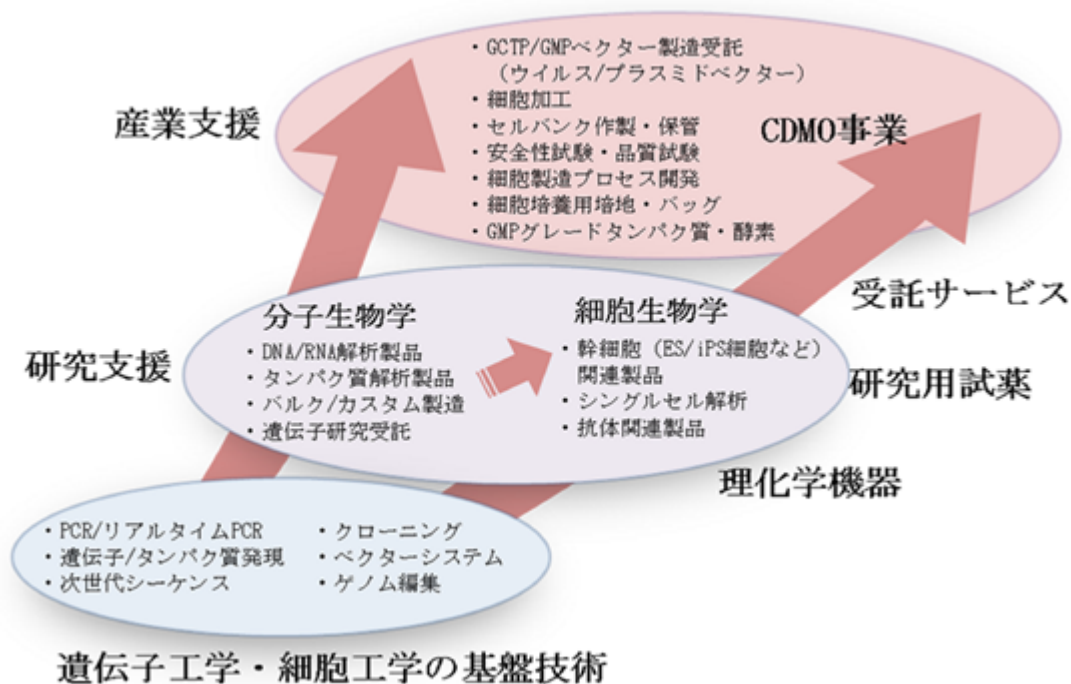 ・GCTP/GMPベクター製造受託
（ウイルス/プラスミドベクター）
・細胞加工
・セルバンク作製・保管
・安全性試験・品質試験
・細胞製造プロセス開発
・細胞培養用培地・バッグ
・GMPグレードタンパク質・酵素
産業支援
CDMO事業
受託サービス
研究支援
分子生物学
・DNA/RNA解析製品
・タンパク質解析製品
・バルク/カスタム製造
・遺伝子研究受託
細胞生物学
・幹細胞（ES/iPS細胞など）
関連製品
・シングルセル解析
・抗体関連製品
研究用試薬
理化学機器
・PCR/リアルタイムPCR
・遺伝子/タンパク質発現
・次世代シーケンス
・クローニング
・ベクターシステム
・ゲノム編集
遺伝子工学・細胞工学の基盤技術